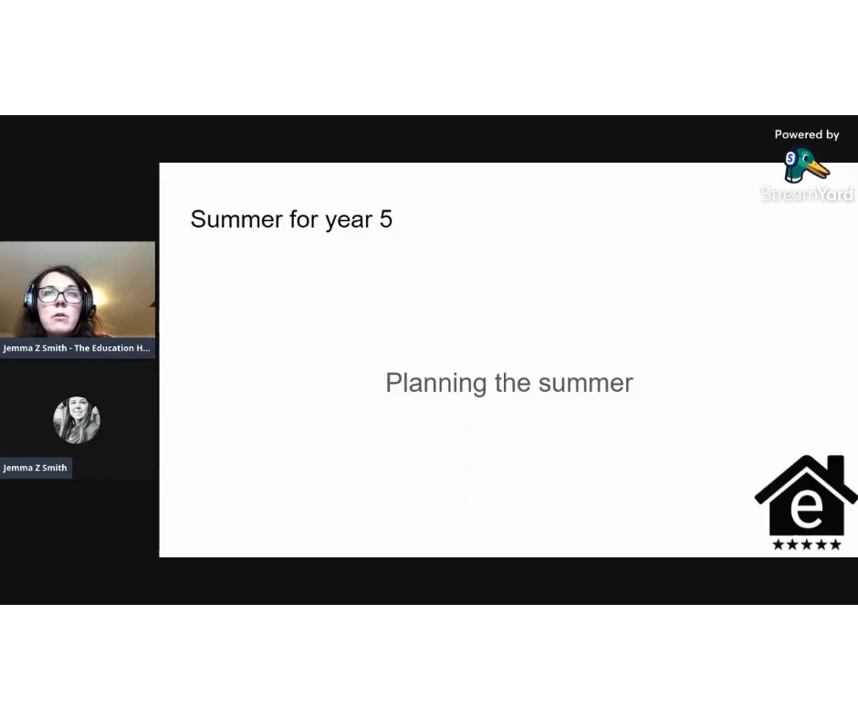 Powered by
StreamYard
Summer for year 5
Jemma Z Smith - The Education H...
Planning the summer
Jemma Z Smith
e